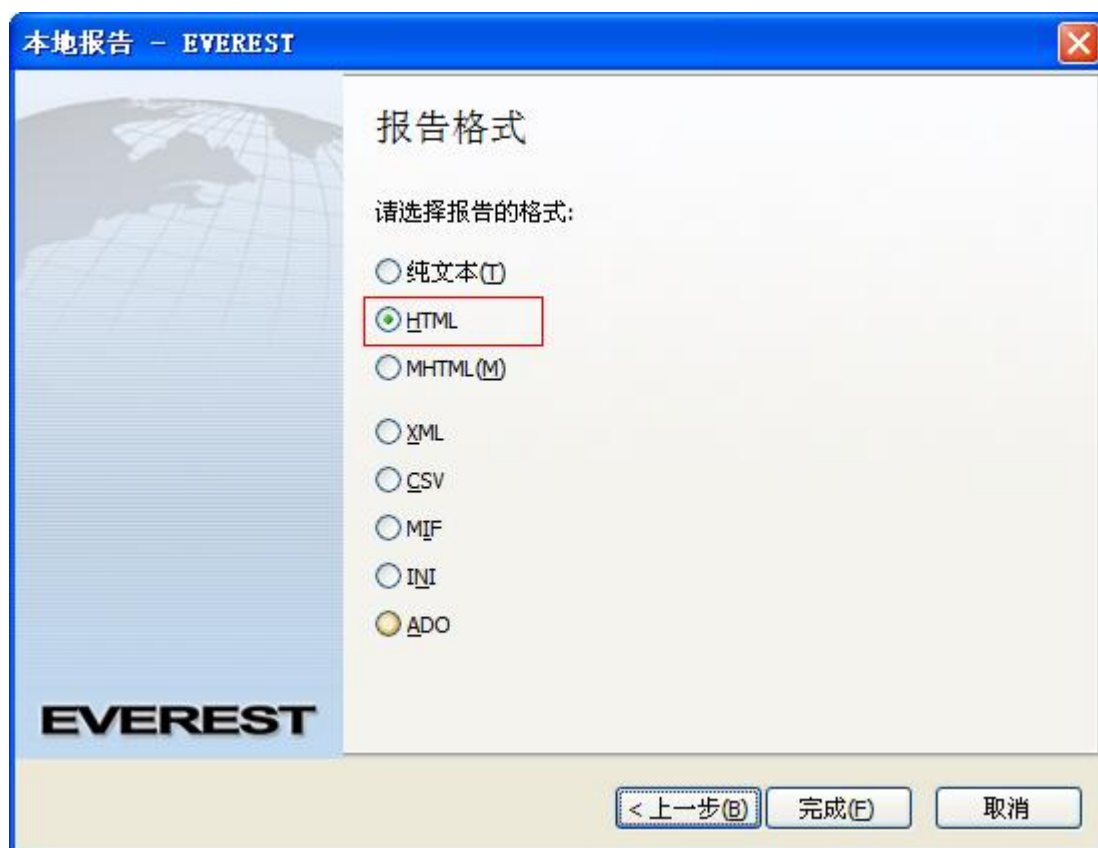 本地报告 - EVEREST
报告格式
请选择报告的格式:
纯文本(T)
HTML
MHTML(M)
XML
CSV
MIF
INI
ADO
EVEREST
< 上一步(B) 完成(F) 取消